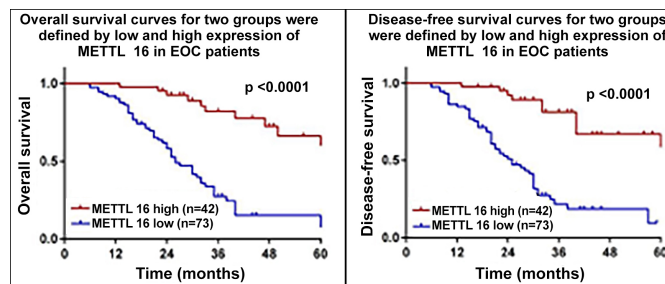 Overall survival curves for two groups were
defined by low and high expression of
METTL 16 in EOC patients
p <0.0001
Overall survival
1.0
0.5
0.0
METTL 16 high (n=42)
METTL 16 low (n=73)
0 12 24 36 48 60
Time (months)
Disease-free survival curves for two groups
were defined by low and high expression of
METTL 16 in EOC patients
p <0.0001
Disease-free survival
1.0
0.5
0.0
METTL 16 high (n=42)
METTL 16 low (n=73)
0 12 24 36 48 60
Time (months)